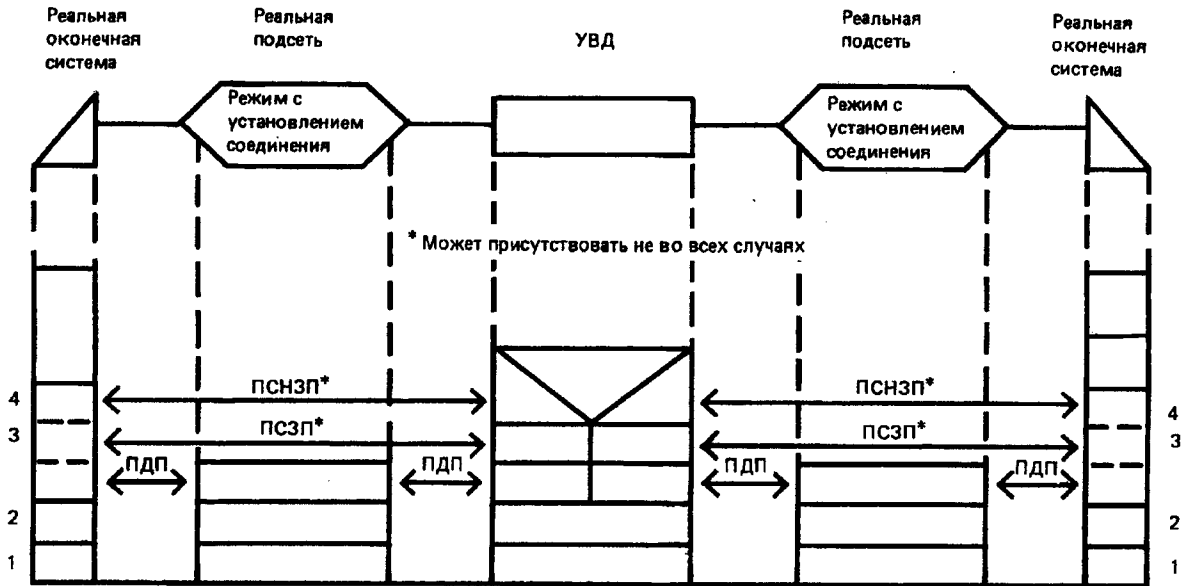 Реальная
оконечная
система
Реальная
подсеть
УВД
Реальная
подсеть
Реальная
оконечная
система
Режим с
установлением
соединения
Режим с
установлением
соединения
* Может присутствовать не во всех случаях
4
ПСНЗП*
ПСНЗП*
4
3
ПСЗП*
ПСЗП*
3
ПДП
ПДП
ПДП
ПДП
2
2
1
1